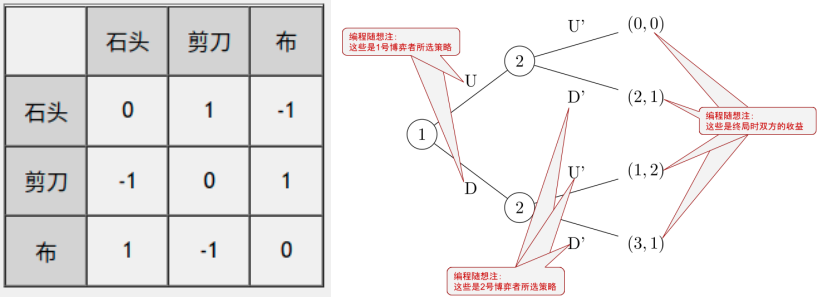 石头 剪刀 布
石头 0 1 -1
剪刀 -1 0 1
布 1 -1 0
编程随想注:
这些是1号博弈者所选策略
U
D
1
2
2
U'
D'
U'
D'
(0, 0)
(2, 1)
(1, 2)
(3, 1)
编程随想注:
这些是终局时双方的收益
编程随想注:
这些是2号博弈者所选策略